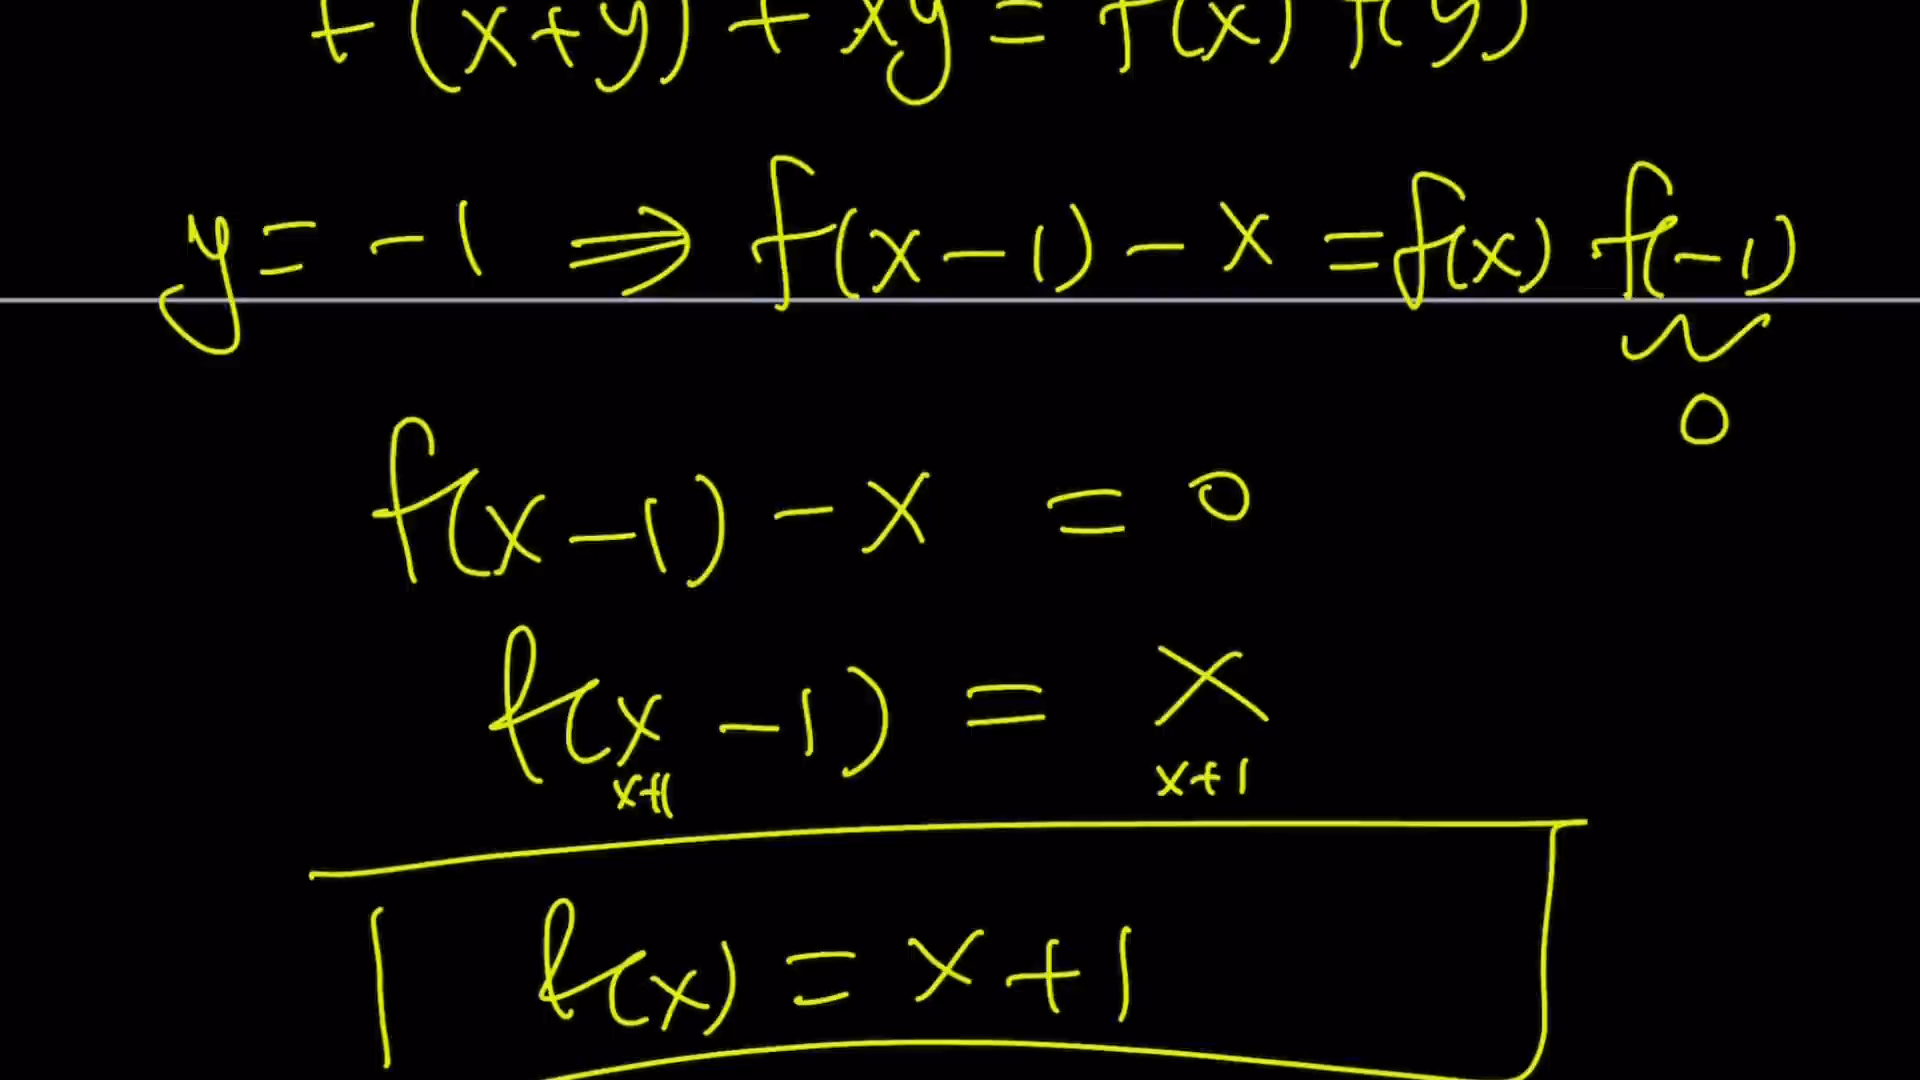 f(x+y) + xy = f(x) f(y)
y = -1 ⇒ f(x-1) - x = f(x) f(-1)
0
f(x-1) - x = 0
f(x-1) = x
x+1 x+1
f(x) = x+1